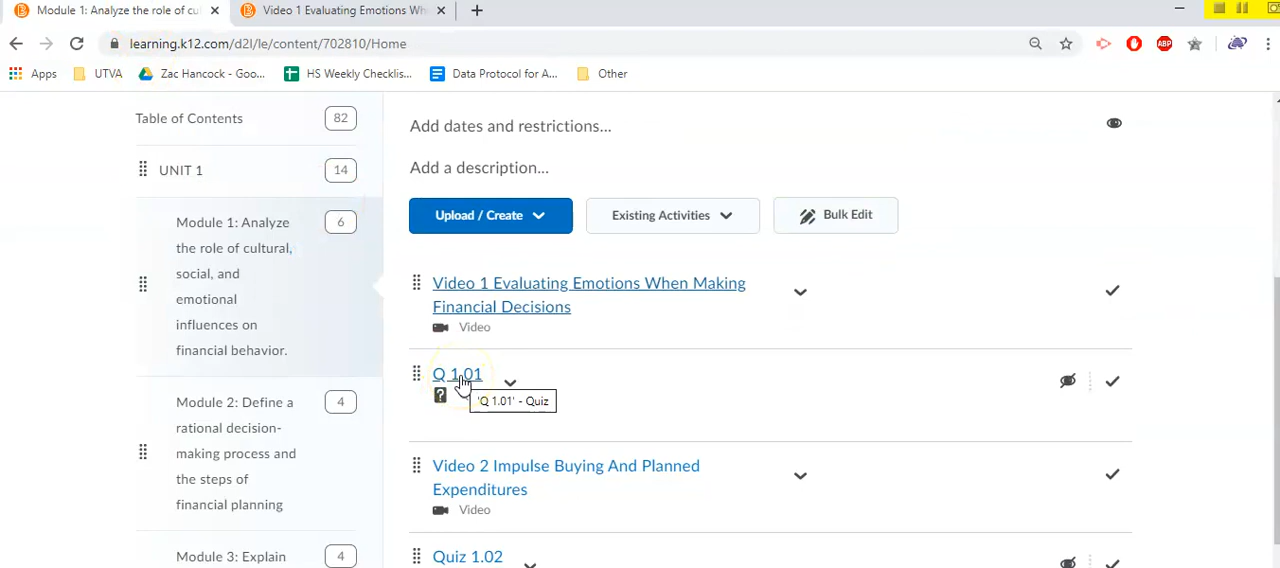 Module 1: Analyze the role of cu
Video 1 Evaluating Emotions Wh
learning.k12.com/d2l/le/content/702810/Home
ABP
Apps
UTVA
Zac Hancock - Goo...
HS Weekly Checklis...
Data Protocol for A...
Other
Table of Contents
82
Add dates and restrictions...
UNIT 1
14
Add a description...
Module 1: Analyze
the role of cultural,
social, and
emotional
influences on
financial behavior.
6
Upload / Create
Existing Activities
Bulk Edit
Video 1 Evaluating Emotions When Making
Financial Decisions
Video
Q 1.01
'Q 1.01' - Quiz
Module 2: Define a
rational decision-
making process and
the steps of
financial planning
4
Video 2 Impulse Buying And Planned
Expenditures
Video
Module 3: Explain
4
Quiz 1.02